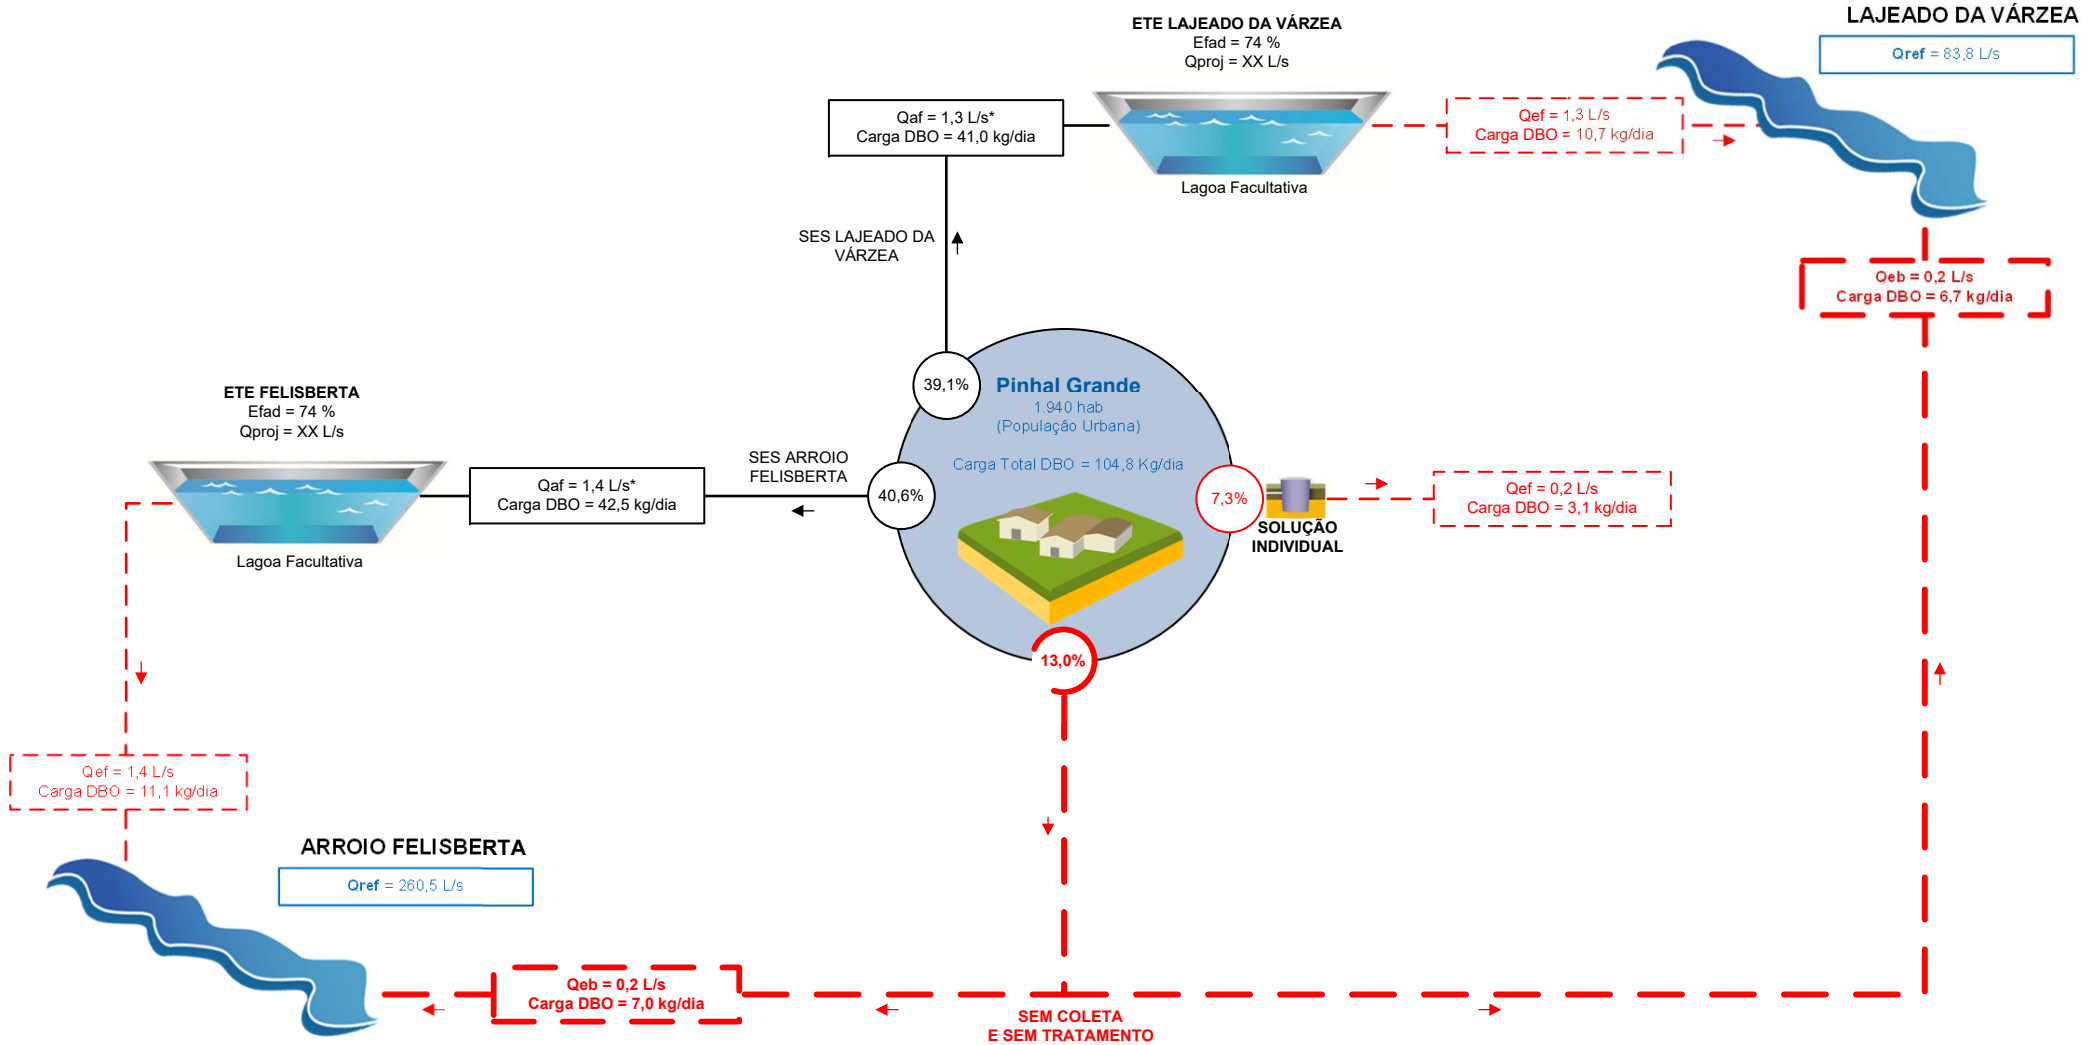 ETE LAJEADO DA VÁRZEA
Efad = 74 %
Qproj = XX L/s
LAJEADO DA VÁRZEA
Qref = 83,8 L/s
Qaf = 1,3 L/s*
Carga DBO = 41,0 kg/dia
Qef = 1,3 L/s
Carga DBO = 10,7 kg/dia
Lagoa Facultativa
SES LAJEADO DA
VÁRZEA
Qeb = 0,2 L/s
Carga DBO = 6,7 kg/dia
39,1%
Pinhal Grande
1.940 hab
(População Urbana)
Carga Total DBO = 104,8 Kg/dia
ETE FELISBERTA
Efad = 74 %
Qproj = XX L/s
SES ARROIO
FELISBERTA
Qaf = 1,4 L/s*
Carga DBO = 42,5 kg/dia
40,6%
7,3%
SOLUÇÃO
INDIVIDUAL
Qef = 0,2 L/s
Carga DBO = 3,1 kg/dia
Lagoa Facultativa
13,0%
Qef = 1,4 L/s
Carga DBO = 11,1 kg/dia
ARROIO FELISBERTA
Qref = 260,5 L/s
Qeb = 0,2 L/s
Carga DBO = 7,0 kg/dia
SEM COLETA
E SEM TRATAMENTO